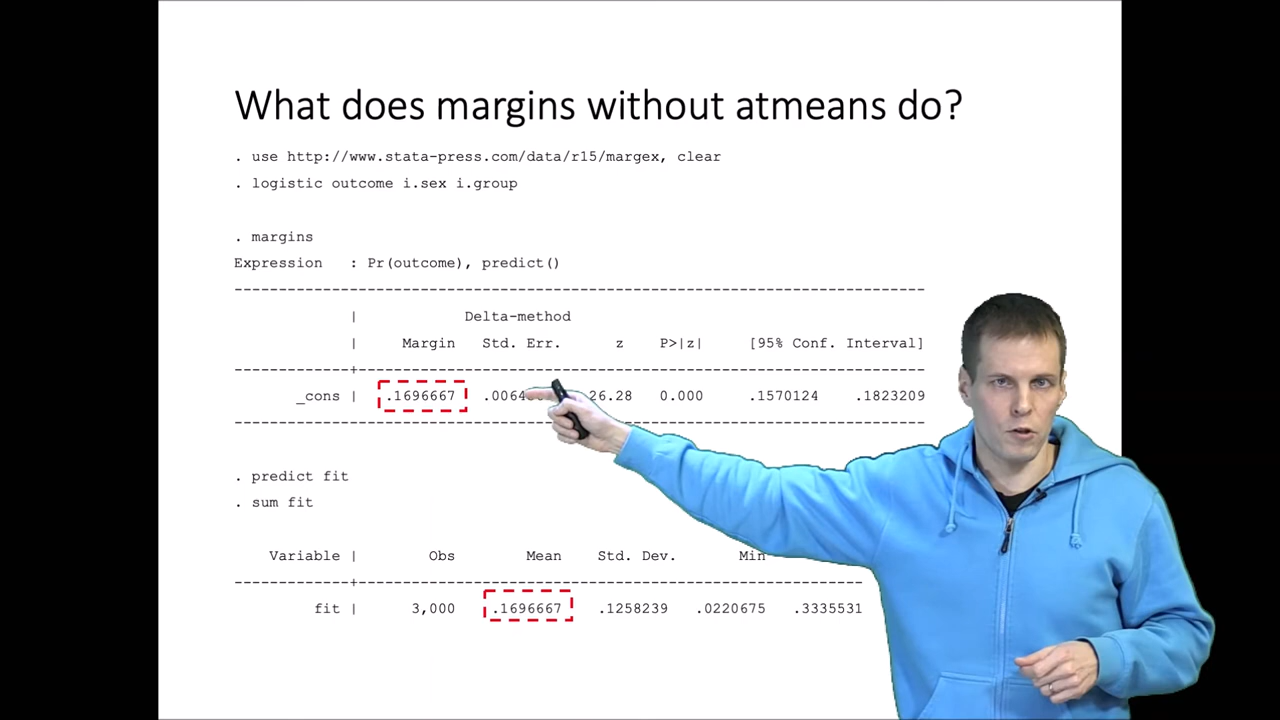 What does margins without atmeans do?
. use http://www.stata-press.com/data/r15/margex, clear
. logistic outcome i.sex i.group
. margins
Expression : Pr(outcome), predict()
------------------------------------------------------------------------------
| Delta-method
| Margin Std. Err. z P>|z| [95% Conf. Interval]
-------------+----------------------------------------------------------------
_cons | .1696667 26.28 0.000 .1570124 .1823209
------------------------------------------------------------------------------
. predict fit
. sum fit
Variable | Obs Mean Std. Dev. Min
-------------+---------------------------------------------------------
fit | 3,000 .1696667 .1258239 .0220675 .3335531